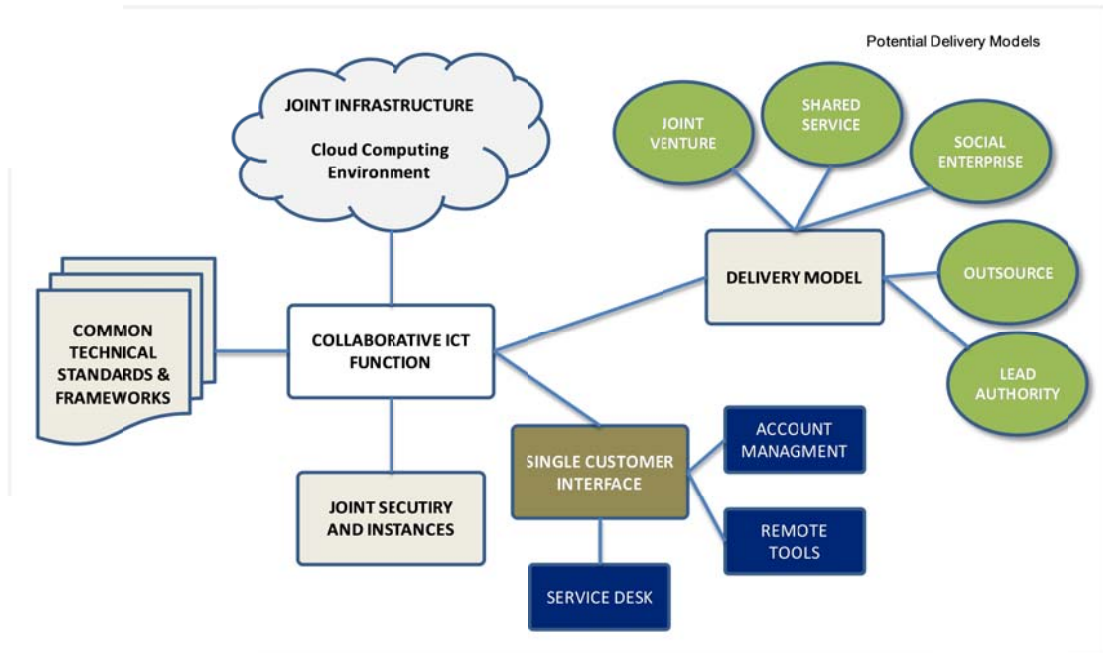 Potential Delivery Models
JOINT INFRASTRUCTURE
Cloud Computing
Environment
JOINT
VENTURE
SHARED
SERVICE
SOCIAL
ENTERPRISE
DELIVERY MODEL
OUTSOURCE
LEAD
AUTHORITY
COMMON
TECHNICAL
STANDARDS &
FRAMEWORKS
COLLABORATIVE ICT
FUNCTION
JOINT SECUTIRY
AND INSTANCES
SINGLE CUSTOMER
INTERFACE
ACCOUNT
MANAGMENT
REMOTE
TOOLS
SERVICE DESK